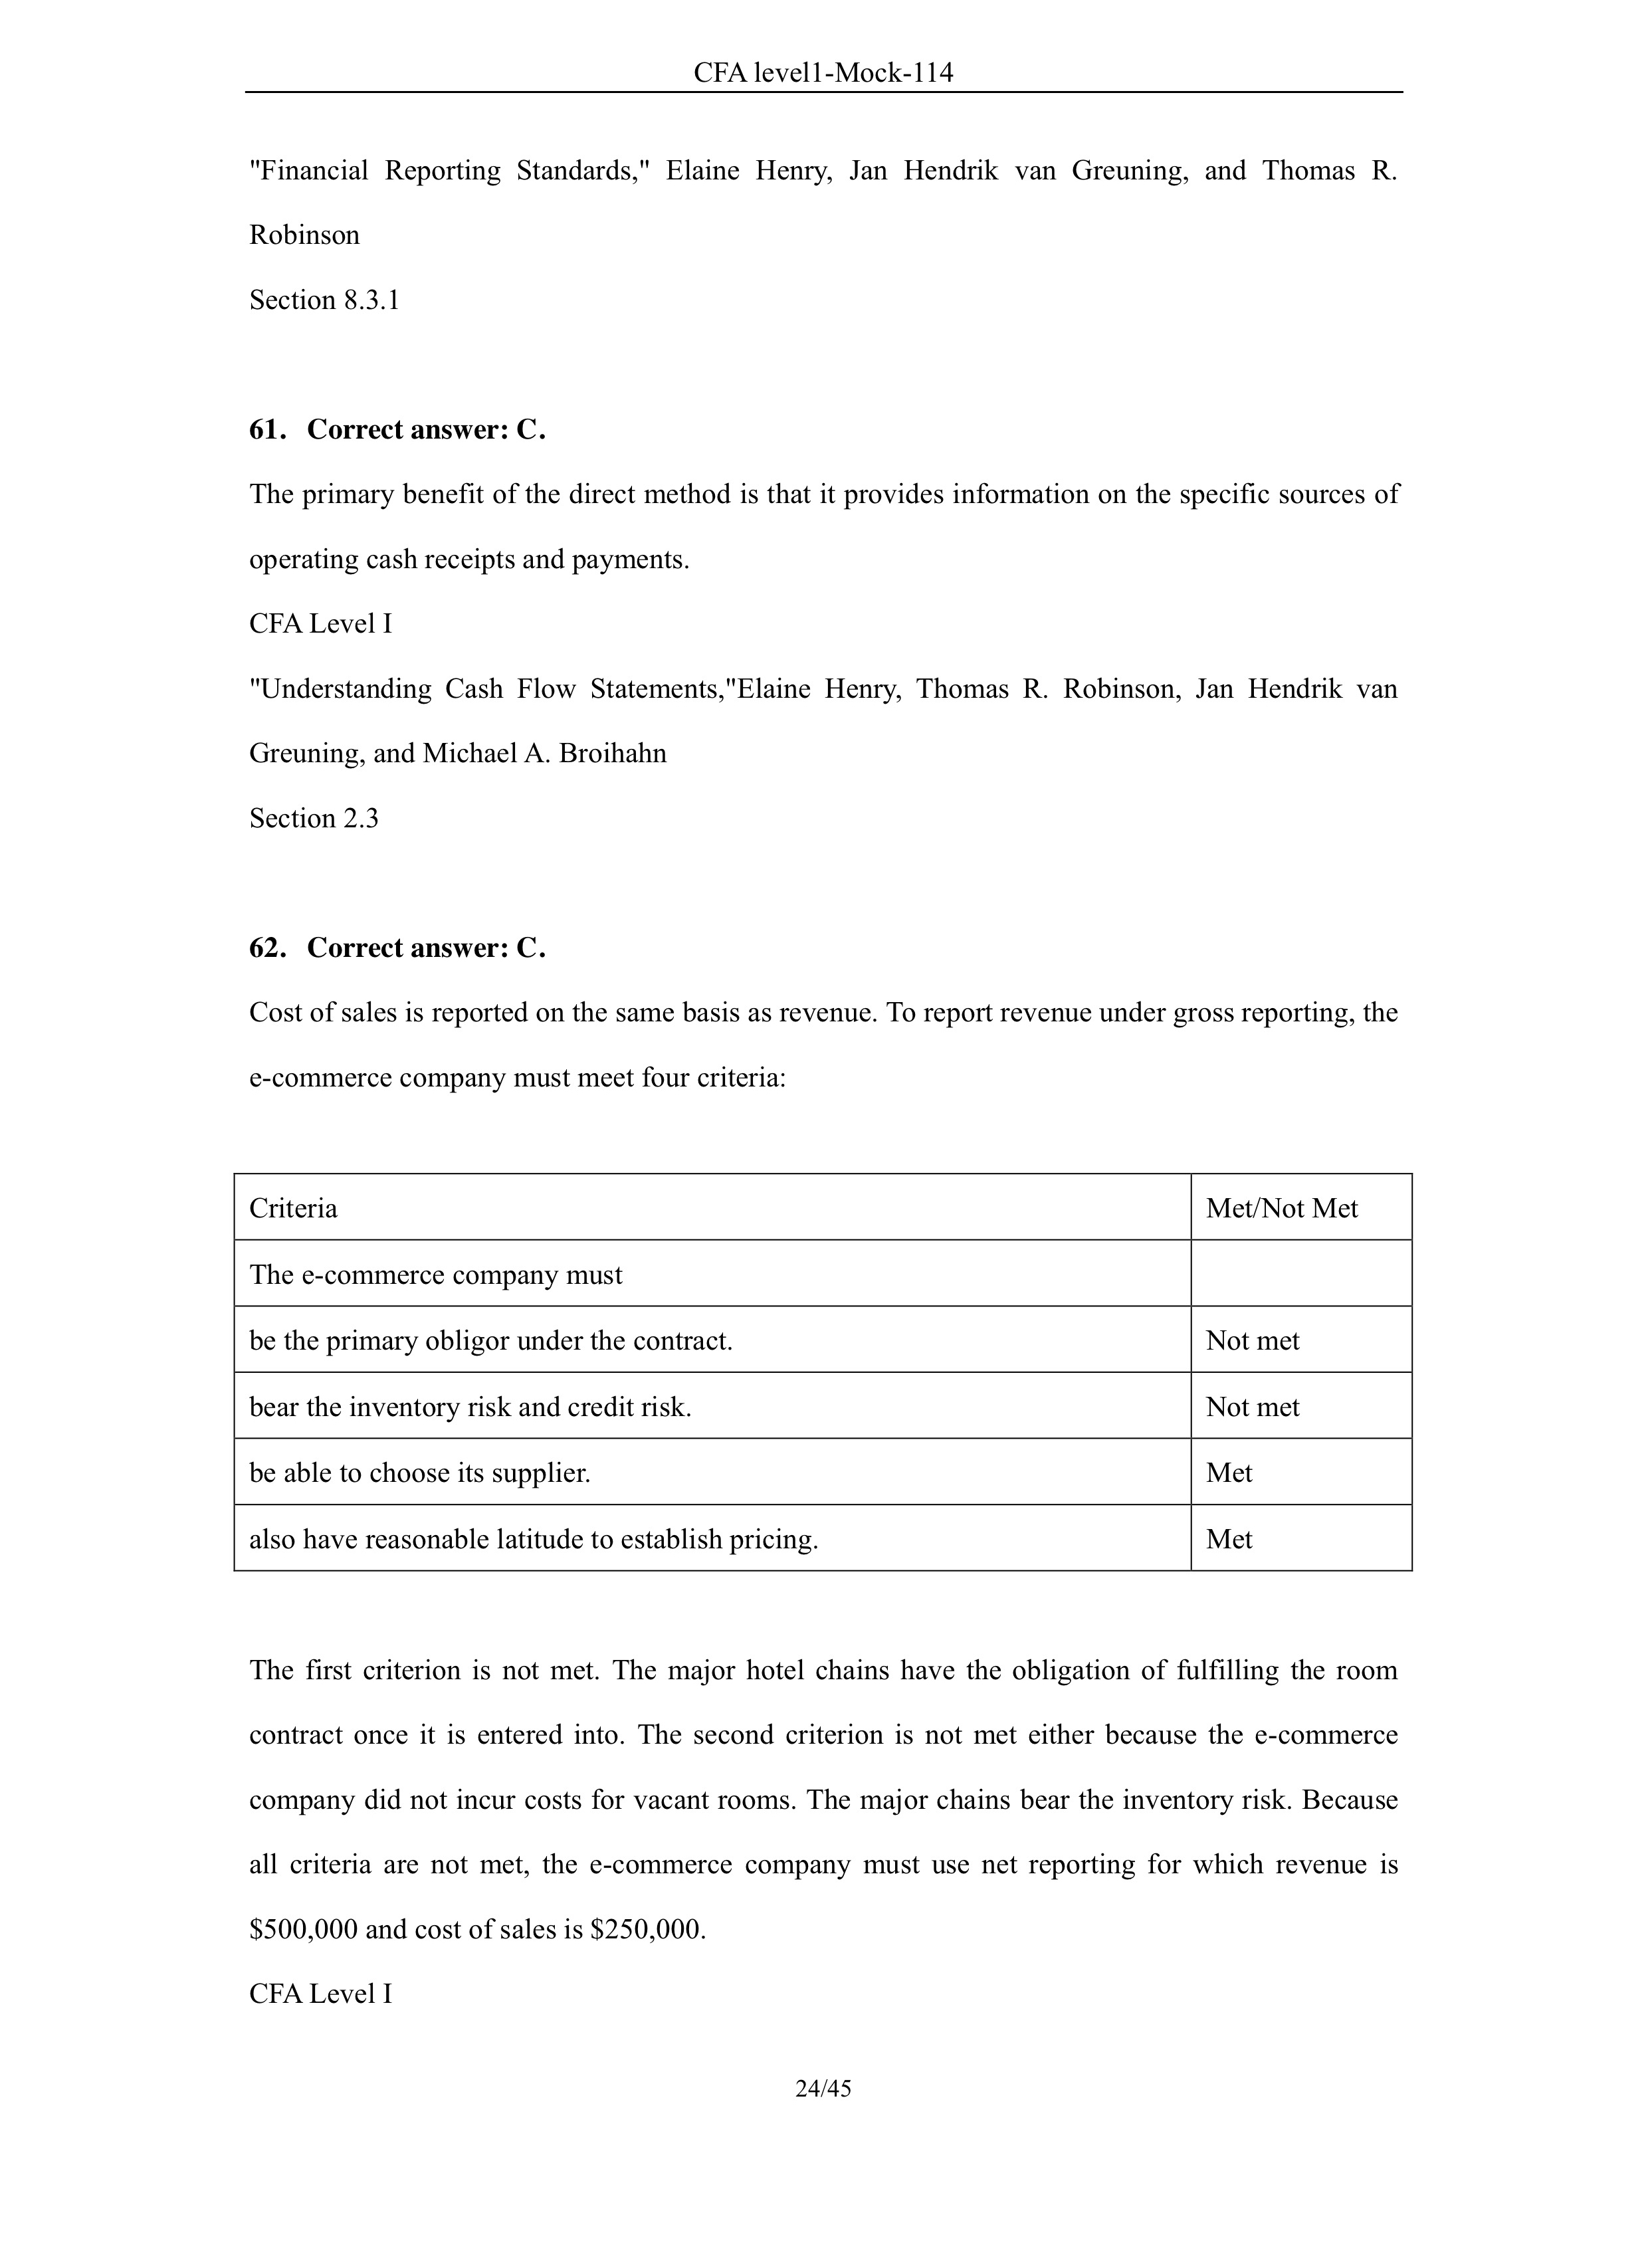 CFA level1-Mock-114
"Financial Reporting Standards," Elaine Henry, Jan Hendrik van Greuning, and Thomas R.
Robinson
Section 8.3.1
61. Correct answer: C.
The primary benefit of the direct method is that it provides information on the specific sources of
operating cash receipts and payments.
CFA Level I
"Understanding Cash Flow Statements,"Elaine Henry, Thomas R. Robinson, Jan Hendrik van
Greuning, and Michael A. Broihahn
Section 2.3
62. Correct answer: C.
Cost of sales is reported on the same basis as revenue. To report revenue under gross reporting, the
e-commerce company must meet four criteria:
Criteria Met/Not Met
The e-commerce company must
be the primary obligor under the contract. Not met
bear the inventory risk and credit risk. Not met
be able to choose its supplier. Met
also have reasonable latitude to establish pricing. Met
The first criterion is not met. The major hotel chains have the obligation of fulfilling the room
contract once it is entered into. The second criterion is not met either because the e-commerce
company did not incur costs for vacant rooms. The major chains bear the inventory risk. Because
all criteria are not met, the e-commerce company must use net reporting for which revenue is
$500,000 and cost of sales is $250,000.
CFA Level I
24/45